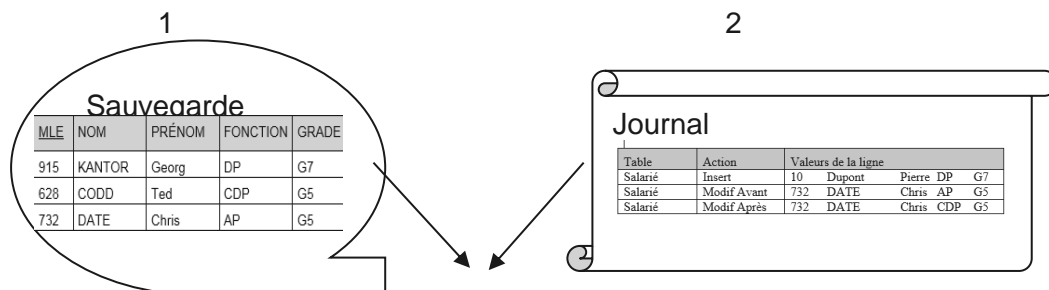 1
2
Sauvegarde
MLE NOM PRÉNOM FONCTION GRADE
915 KANTOR Georg DP G7
628 CODD Ted CDP G5
732 DATE Chris AP G5
Journal
Table Action Valeurs de la ligne
Salarié Insert 10 Dupont Pierre DP G7
Salarié Modif Avant 732 DATE Chris AP G5
Salarié Modif Après 732 DATE Chris CDP G5